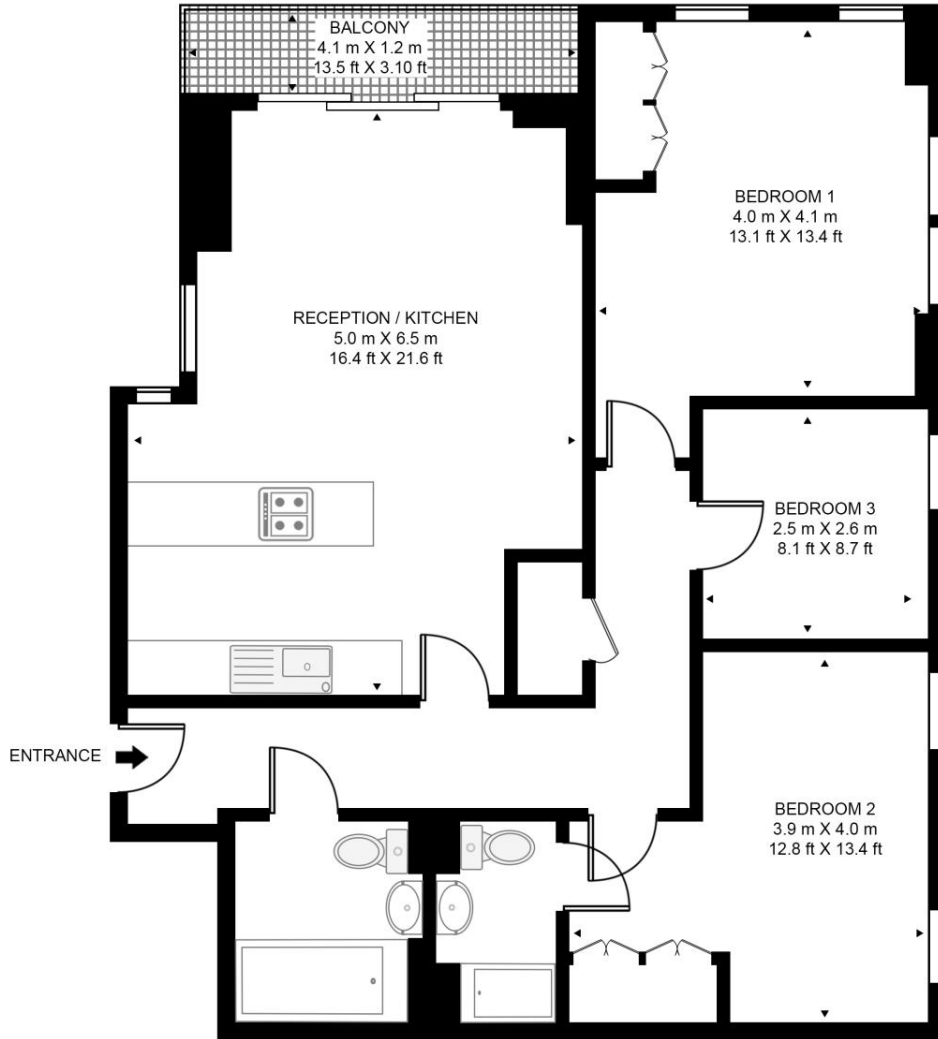 BALCONY
4.1 m X 1.2 m
13.5 ft X 3.10 ft
BEDROOM 1
4.0 m X 4.1 m
13.1 ft X 13.4 ft
RECEPTION / KITCHEN
5.0 m X 6.5 m
16.4 ft X 21.6 ft
BEDROOM 3
2.5 m X 2.6 m
8.1 ft X 8.7 ft
ENTRANCE
BEDROOM 2
3.9 m X 4.0 m
12.8 ft X 13.4 ft